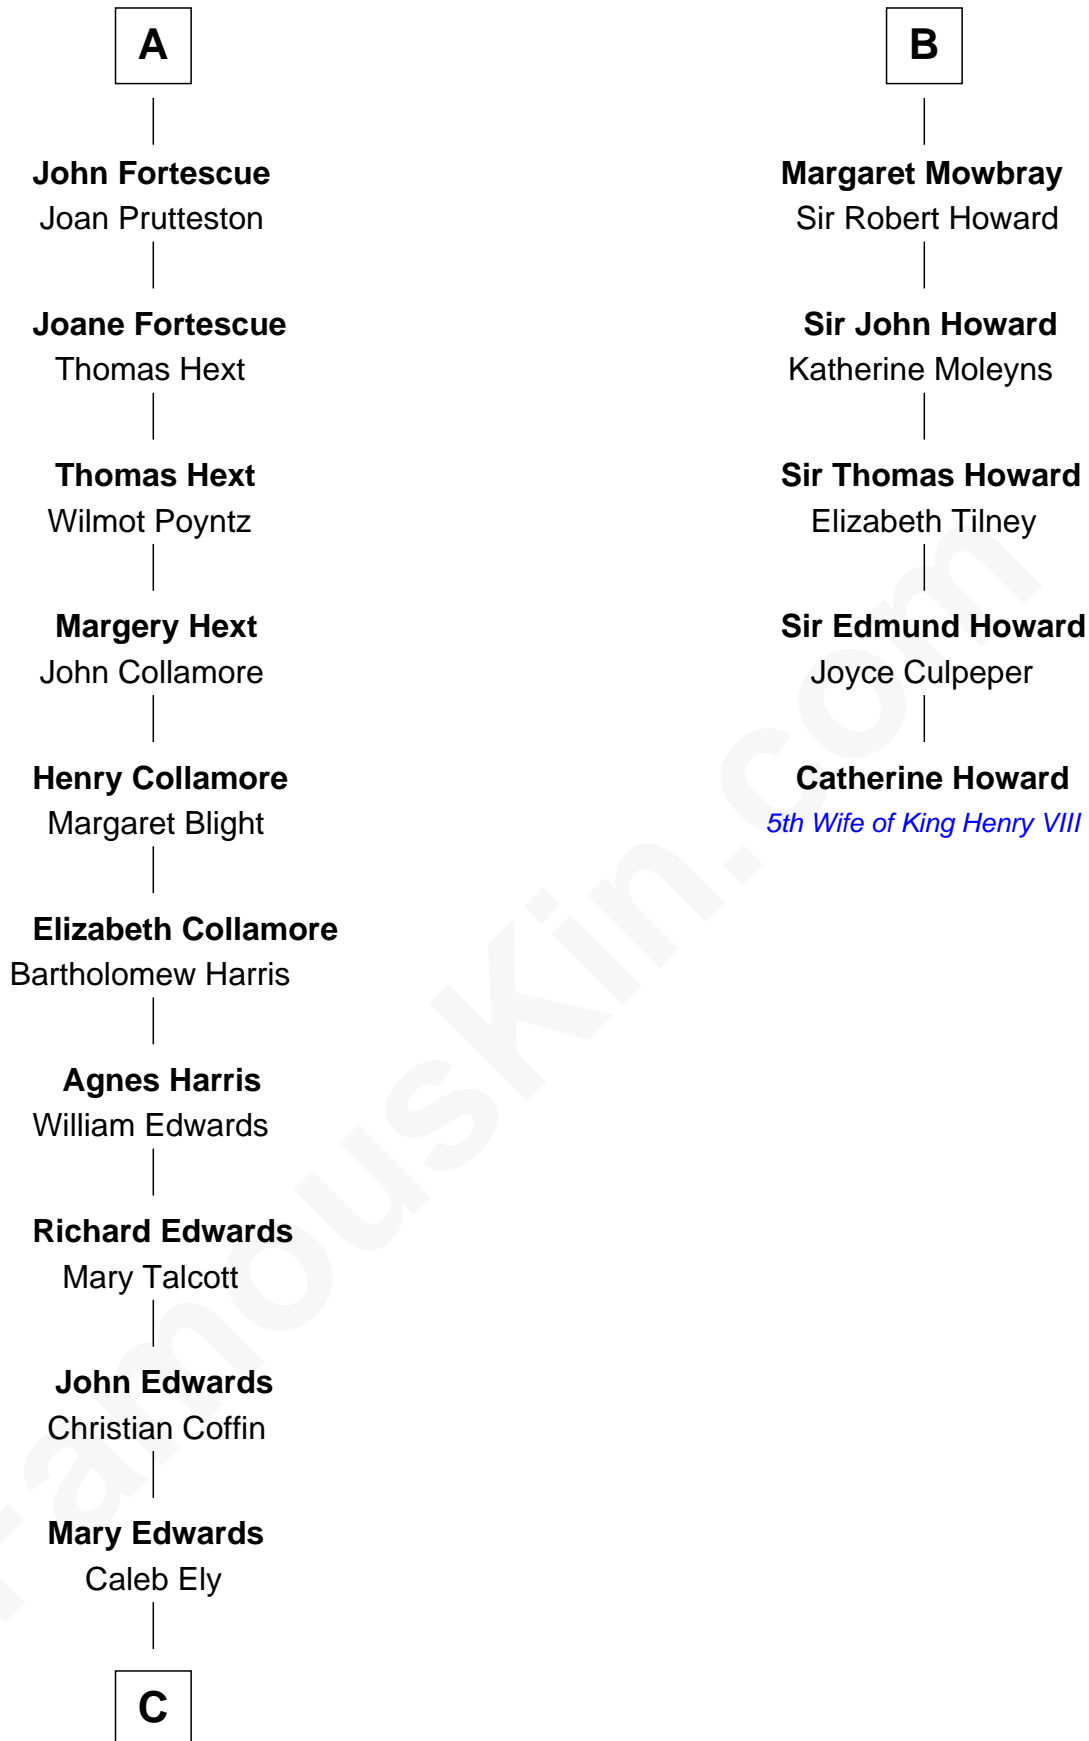 A
John Fortescue
Joan Prutteston
Joane Fortescue
Thomas Hext
Thomas Hext
Wilmot Poyntz
Margery Hext
John Collamore
Henry Collamore
Margaret Blight
Elizabeth Collamore
Bartholomew Harris
Agnes Harris
William Edwards
Richard Edwards
Mary Talcott
John Edwards
Christian Coffin
Mary Edwards
Caleb Ely
C
B
Margaret Mowbray
Sir Robert Howard
Sir John Howard
Katherine Moleyns
Sir Thomas Howard
Elizabeth Tilney
Sir Edmund Howard
Joyce Culpeper
Catherine Howard
5th Wife of King Henry VIII
FamousKin.com